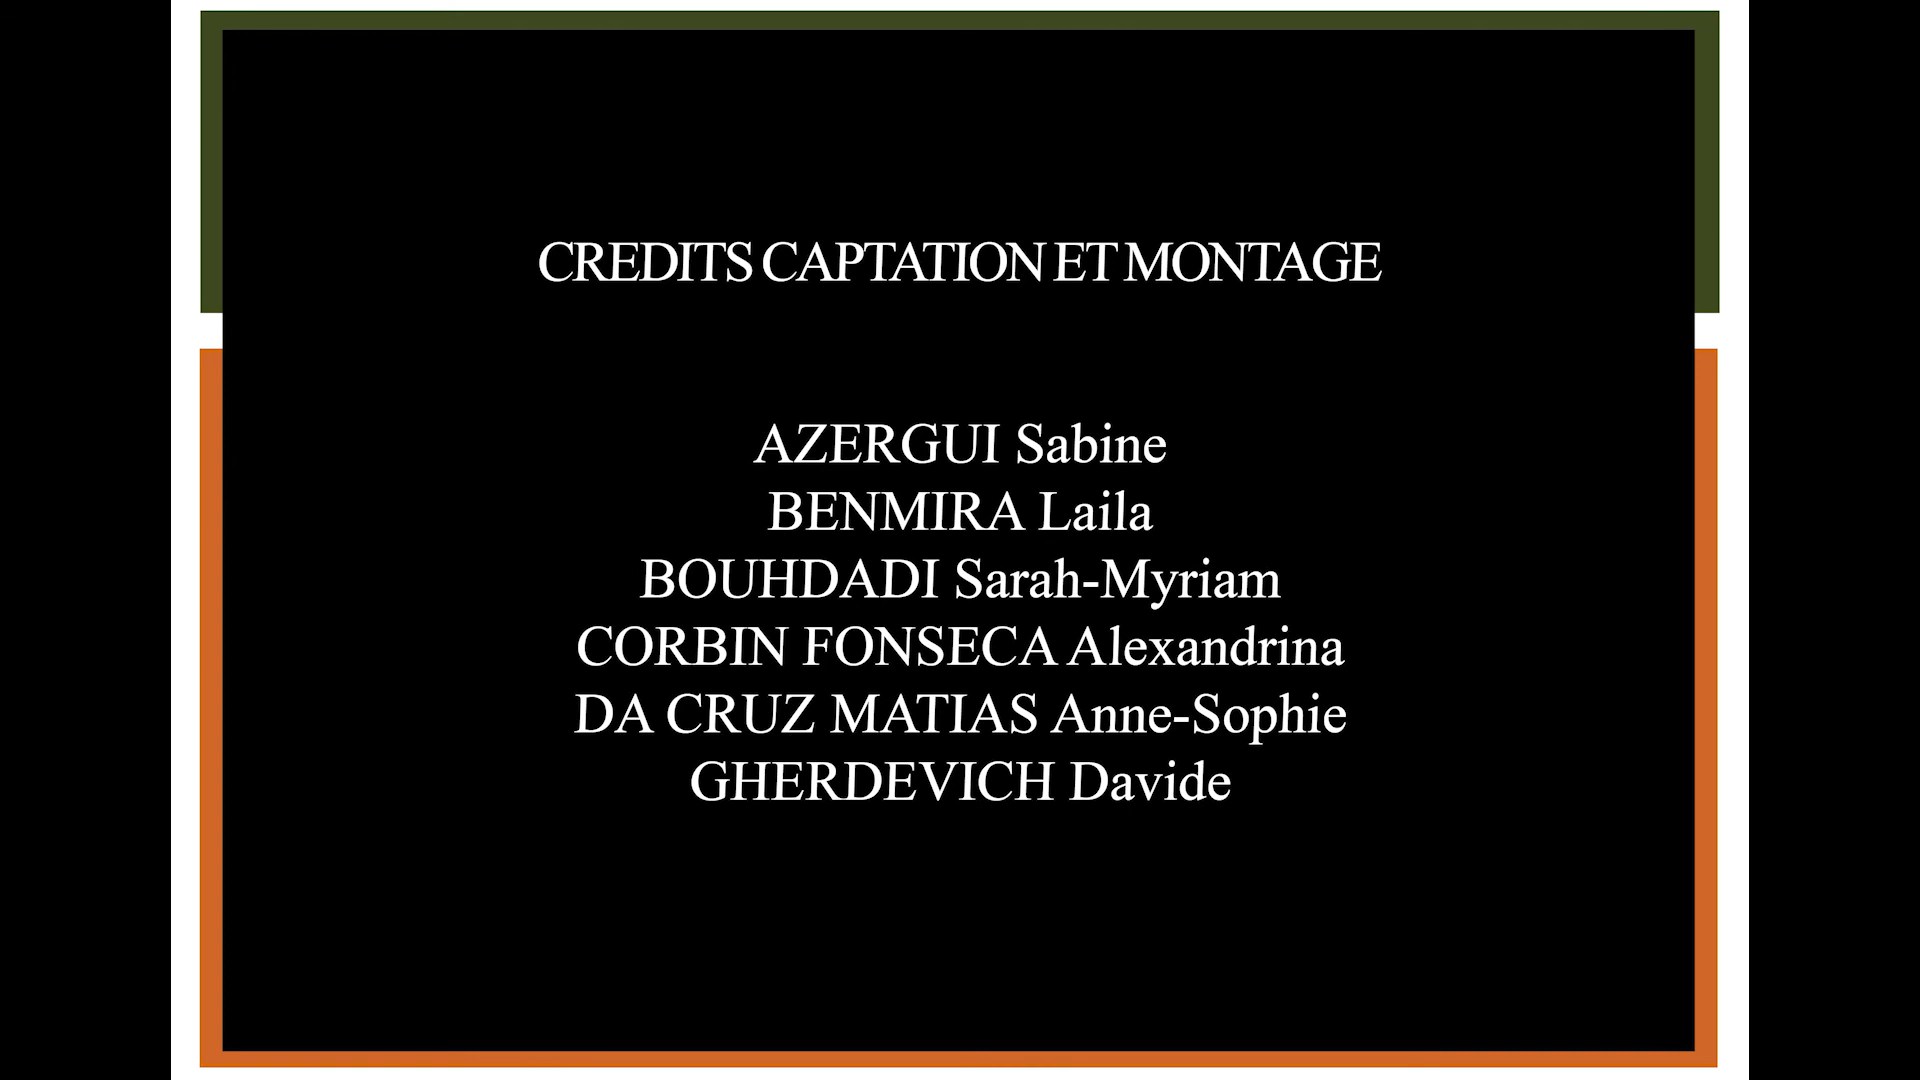 CREDITS CAPTATION ET MONTAGE
AZERGUI Sabine
BENMIRA Laila
BOUHDADI Sarah-Myriam
CORBIN FONSECA Alexandrina
DA CRUZ MATIAS Anne-Sophie
GHERDEVICH Davide